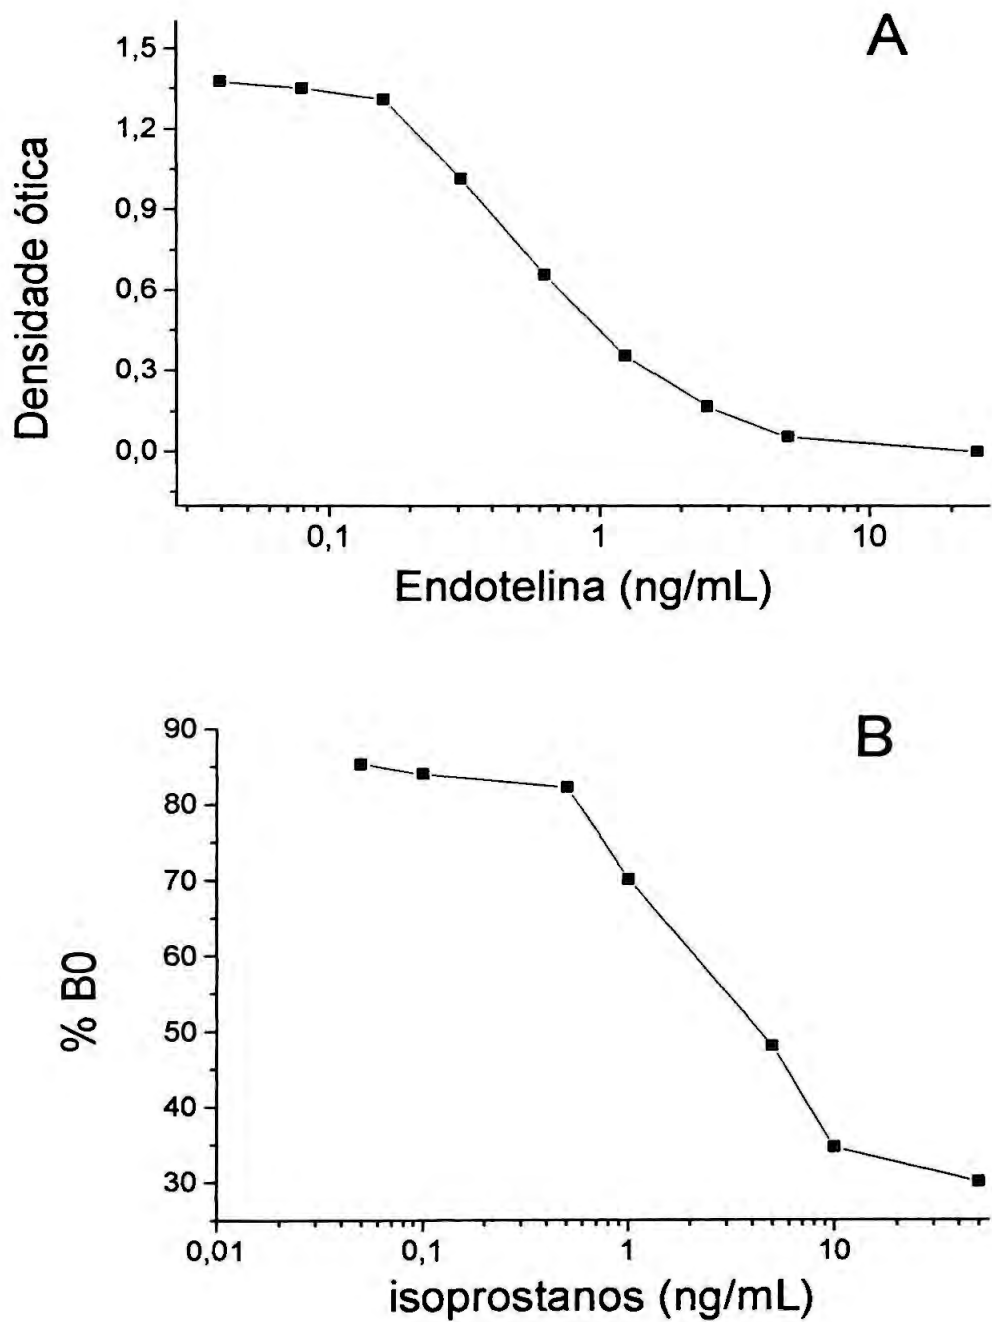 A
1,5
1,2
0,9
0,6
0,3
0,0
Densidade ótica
0,1 1 10
Endotelina (ng/mL)
B
90
80
70
60
50
40
30
% B0
0,01 0,1 1 10
isoprostanos (ng/mL)